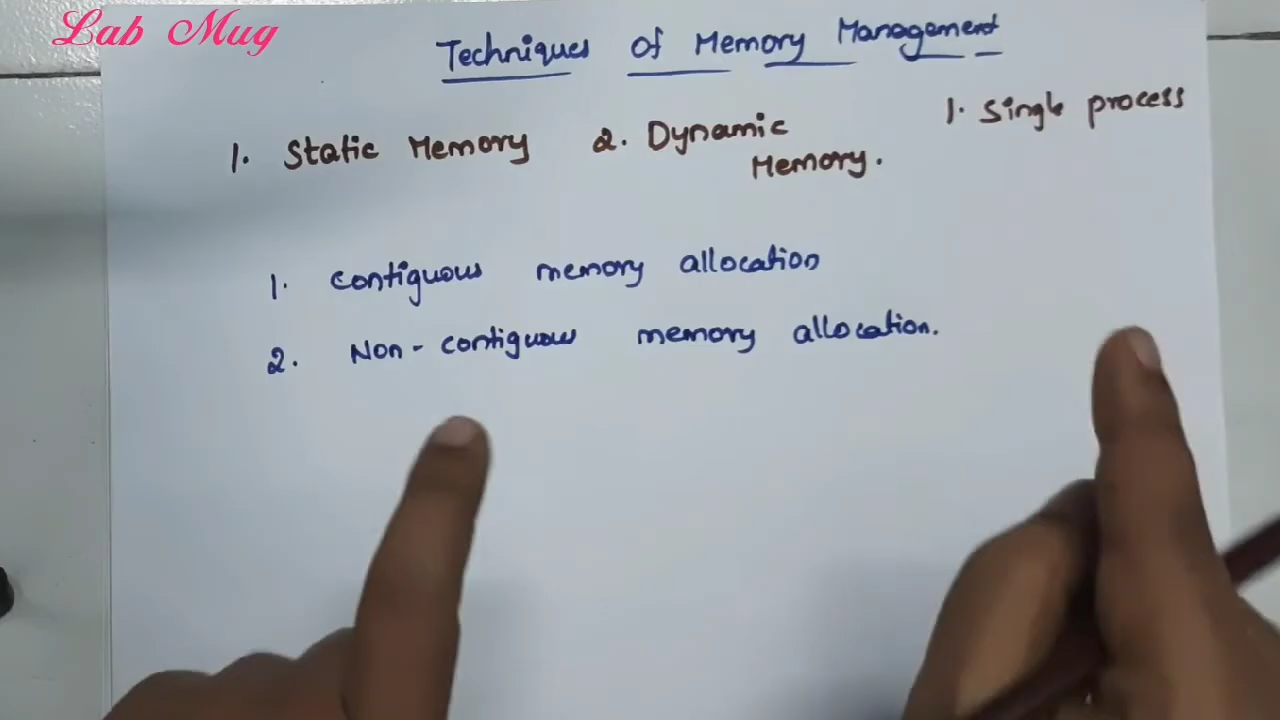 Lab Mug
Techniques of Memory Management
1. Static Memory 2. Dynamic Memory.
1. Single process
1. Contiguous memory allocation
2. Non-contiguous memory allocation.